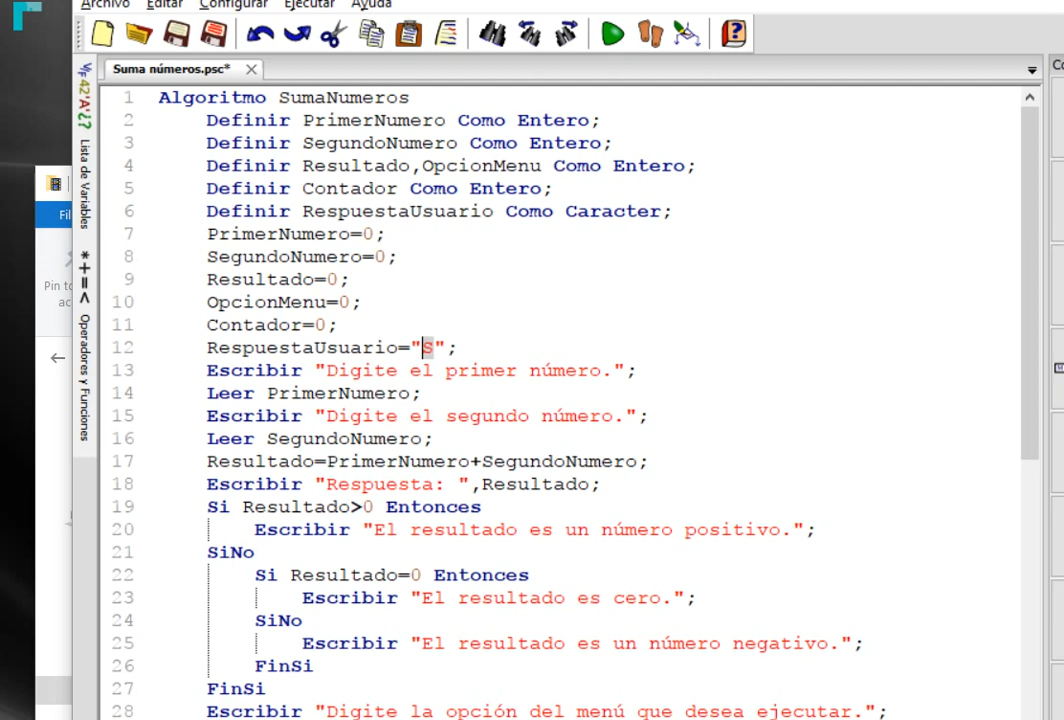 Archivo Editar Configurar Ejecutar Ayuda
Suma números.psc*
Co
1 Algoritmo SumaNumeros
2 Definir PrimerNumero Como Entero;
3 Definir SegundoNumero Como Entero;
4 Definir Resultado,OpcionMenu Como Entero;
5 Definir Contador Como Entero;
6 Definir RespuestaUsuario Como Caracter;
7 PrimerNumero=0;
8 SegundoNumero=0;
9 Resultado=0;
10 OpcionMenu=0;
11 Contador=0;
12 RespuestaUsuario="S";
13 Escribir "Digite el primer número.";
14 Leer PrimerNumero;
15 Escribir "Digite el segundo número.";
16 Leer SegundoNumero;
17 Resultado=PrimerNumero+SegundoNumero;
18 Escribir "Respuesta: ",Resultado;
19 Si Resultado>0 Entonces
20 Escribir "El resultado es un número positivo.";
21 SiNo
22 Si Resultado=0 Entonces
23 Escribir "El resultado es cero.";
24 SiNo
25 Escribir "El resultado es un número negativo.";
26 FinSi
27 FinSi
28 Escribir "Digite la opción del menú que desea ejecutar.";
42'A'¿?
Lista de Variables
*+=<
Operadores y Funciones
Fil
Pin to
ac